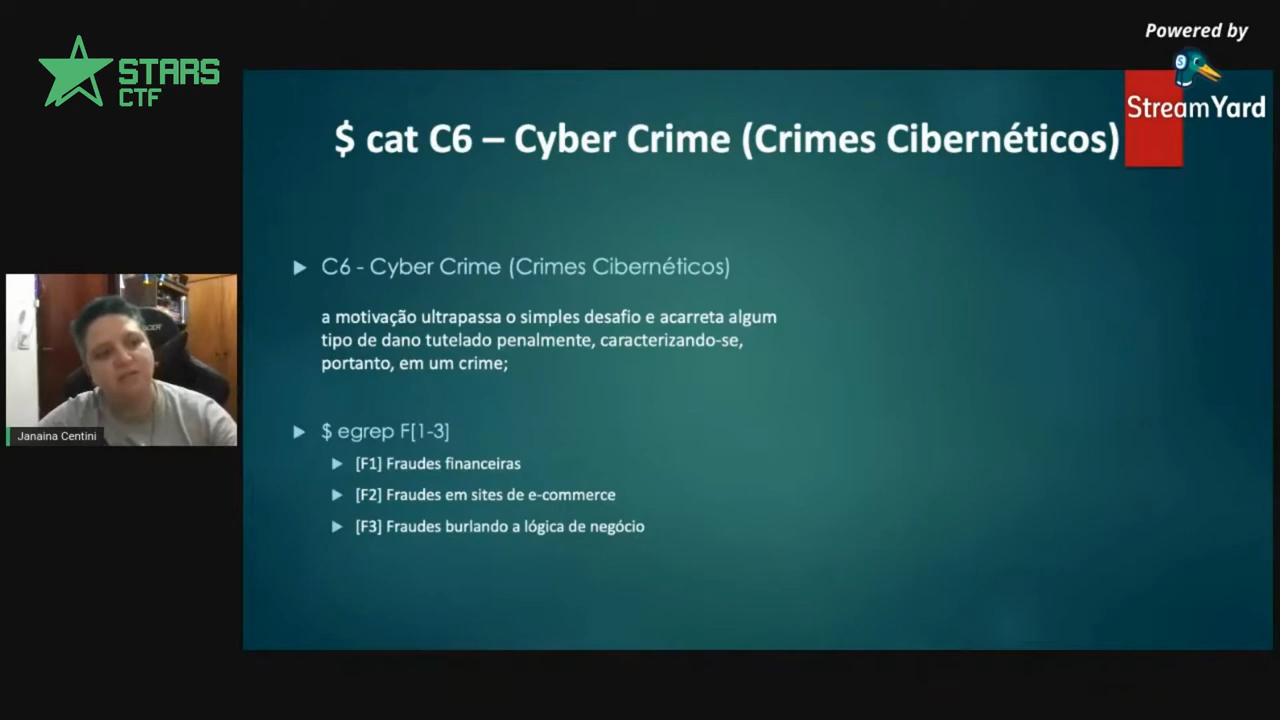 Powered by
StreamYard
STARS
CTF
$ cat C6 – Cyber Crime (Crimes Cibernéticos)
C6 - Cyber Crime (Crimes Cibernéticos)
a motivação ultrapassa o simples desafio e acarreta algum
tipo de dano tutelado penalmente, caracterizando-se,
portanto, em um crime;
$ egrep F[1-3]
[F1] Fraudes financeiras
[F2] Fraudes em sites de e-commerce
[F3] Fraudes burlando a lógica de negócio
Janaina Centini